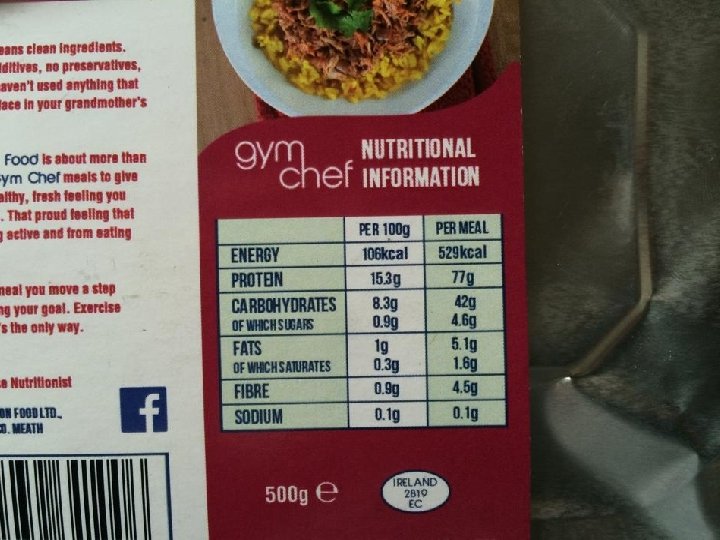 eans clean ingredients.
dditives, no preservatives,
aven't used anything that
lace in your grandmother's
Food is about more than
Gym Chef meals to give
althy, fresh feeling you
. That proud feeling that
g active and from eating
meal you move a step
ng your goal. Exercise
's the only way.
e Nutritionist
ON FOOD LTD.,
O. MEATH
f
gym chef NUTRITIONAL INFORMATION
PER 100g PER MEAL
ENERGY 106kcal 529kcal
PROTEIN 15.3g 77g
CARBOHYDRATES 8.3g 42g
OF WHICH SUGARS 0.9g 4.6g
FATS 1g 5.1g
OF WHICH SATURATES 0.3g 1.6g
FIBRE 0.9g 4.5g
SODIUM 0.1g 0.1g
500g ℮
IRELAND
2819
EC